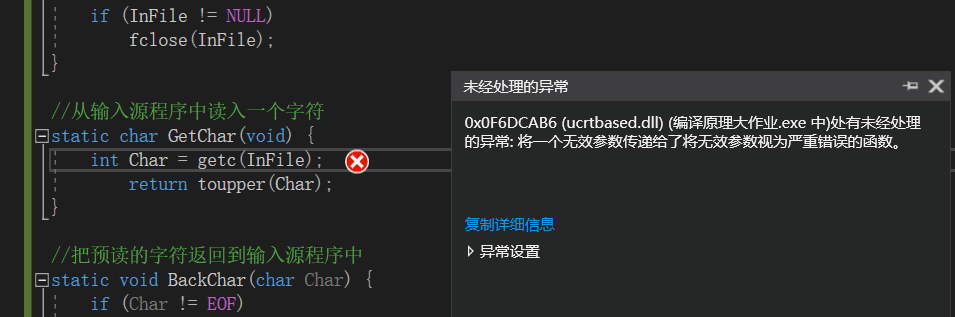 if (InFile != NULL)
fclose(InFile);
}
//从输入源程序中读入一个字符
static char GetChar(void) {
int Char = getc(InFile);
return toupper(Char);
}
//把预读的字符返回到输入源程序中
static void BackChar(char Char) {
if (Char != EOF)
未经处理的异常
0x0F6DCAB6 (ucrtbased.dll) (编译原理大作业.exe 中)处有未经处理
的异常: 将一个无效参数传递给了将无效参数视为严重错误的函数。
复制详细信息
异常设置